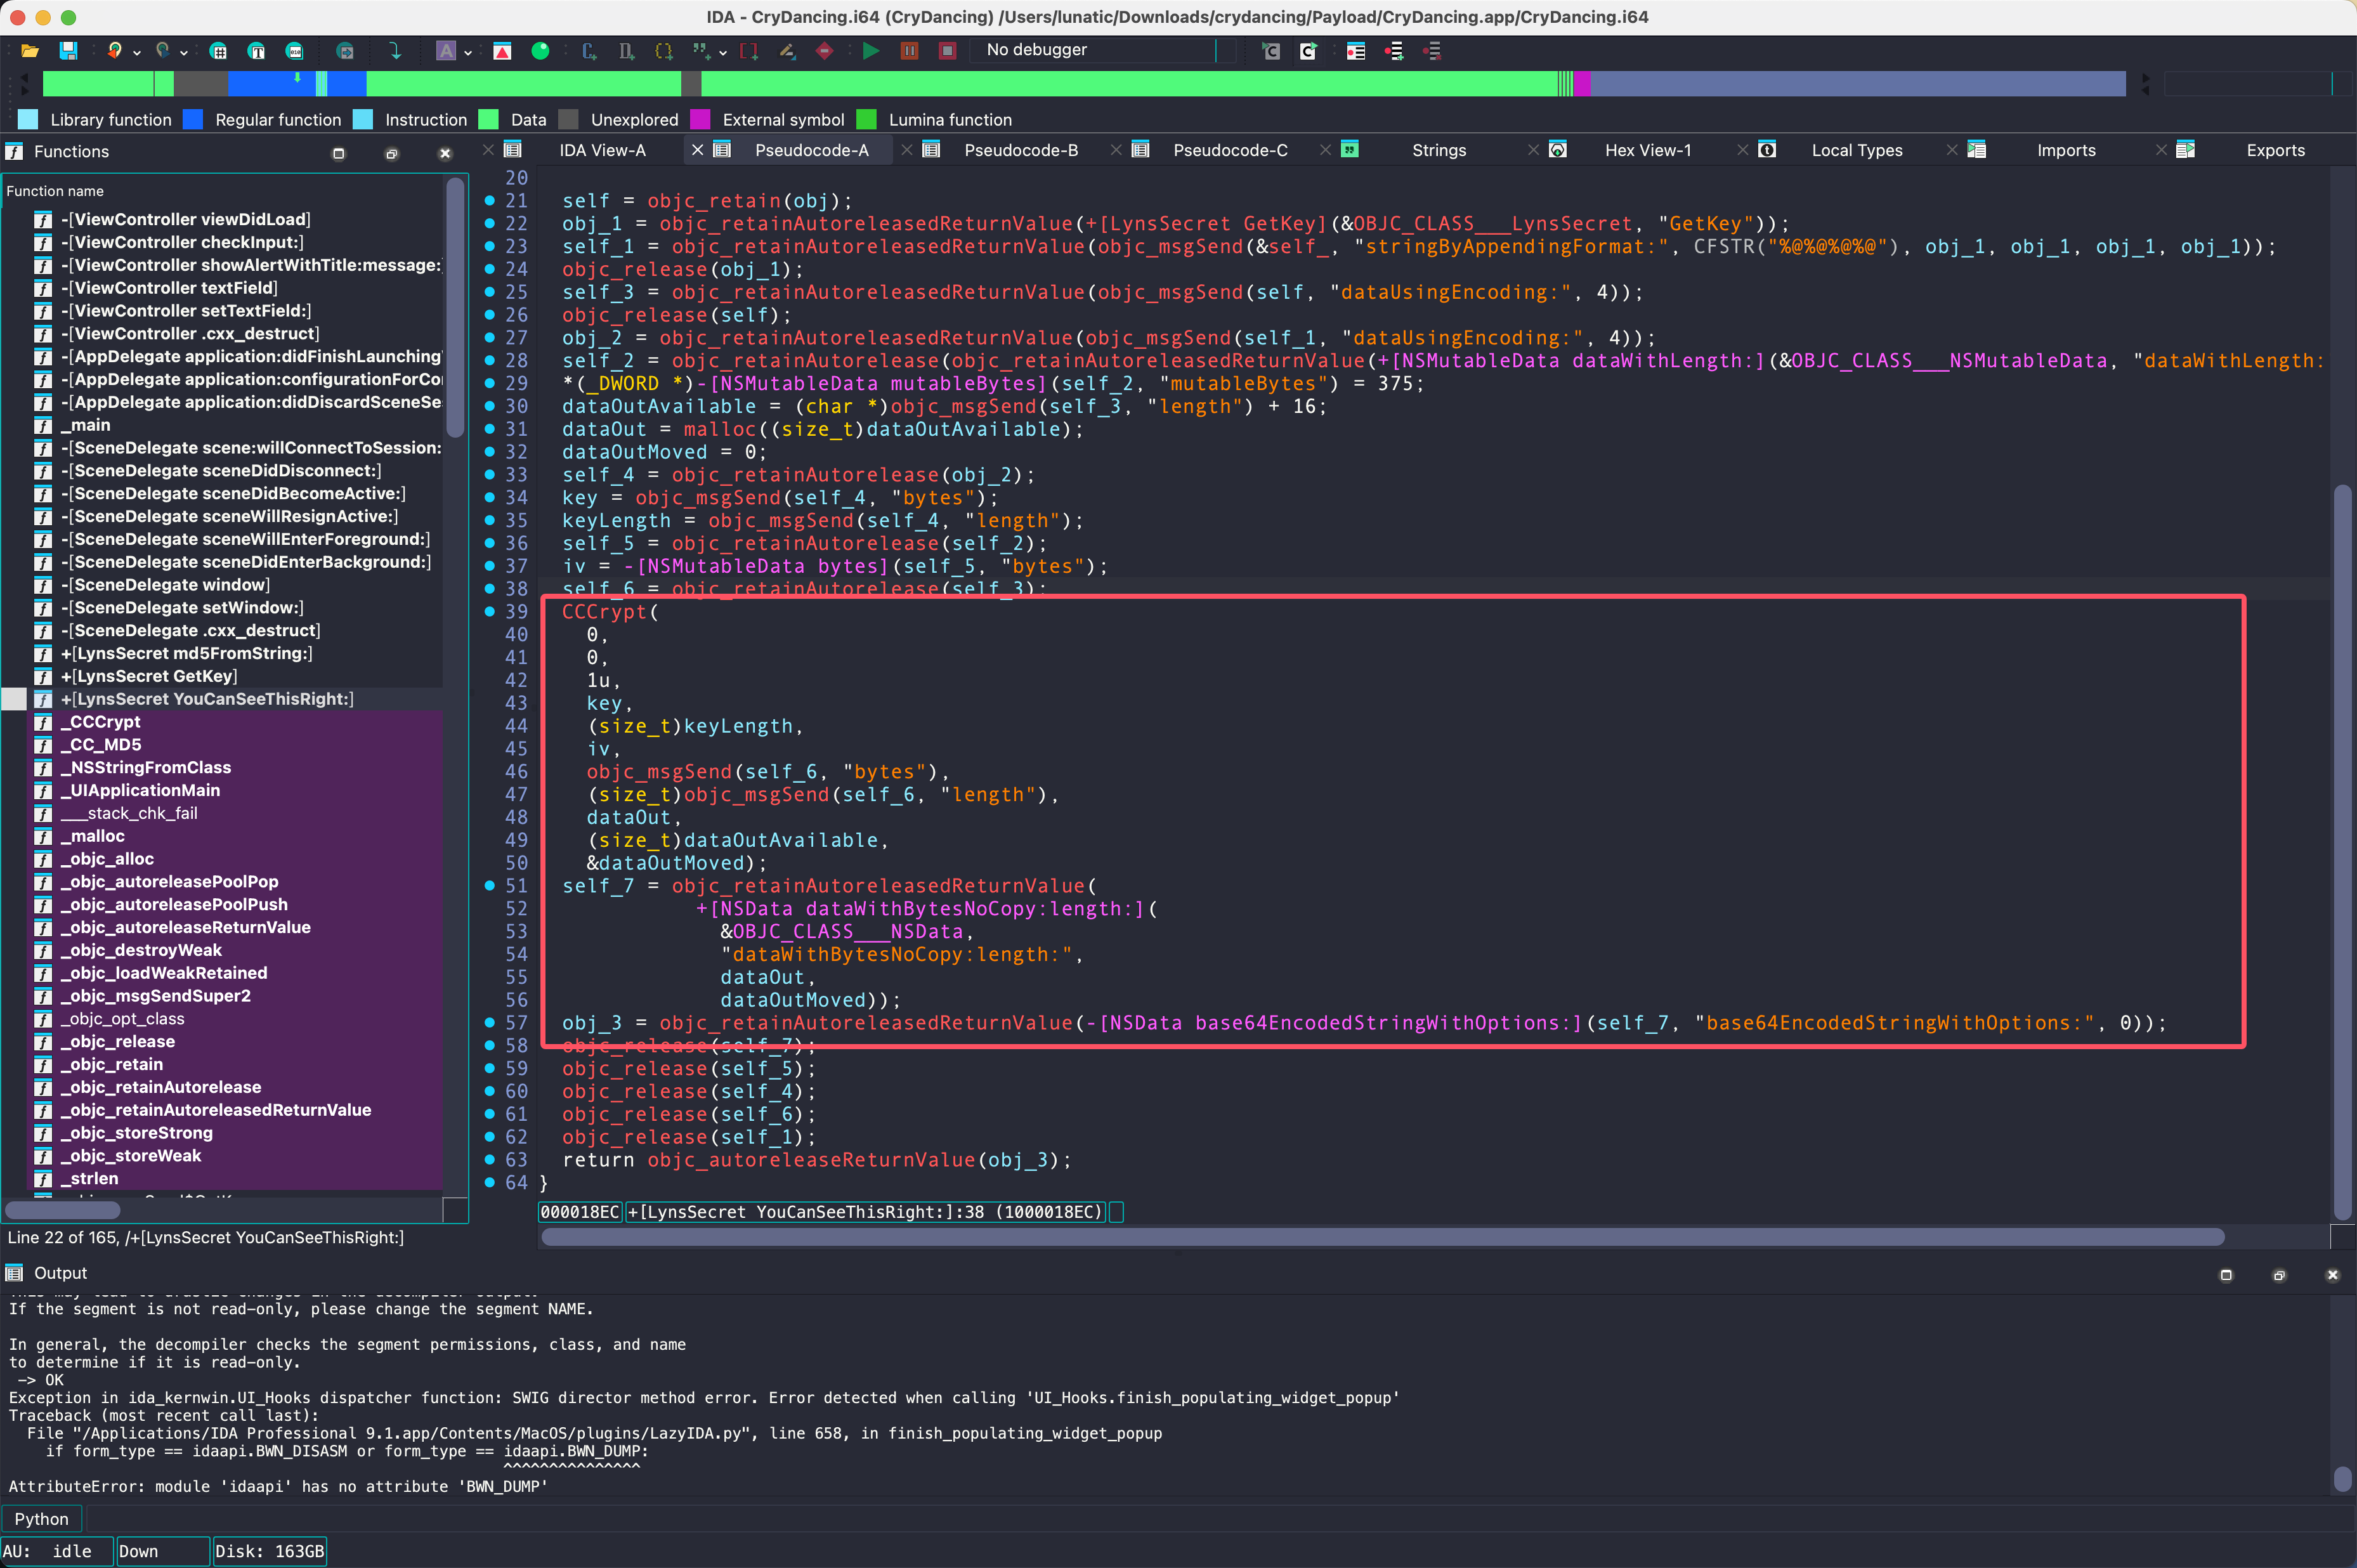 IDA - CryDancing.i64 (CryDancing) /Users/lunatic/Downloads/crydancing/Payload/CryDancing.app/CryDancing.i64
No debugger
Library function Regular function Instruction Data Unexplored External symbol Lumina function
Functions
IDA View-A Pseudocode-A Pseudocode-B Pseudocode-C Strings Hex View-1 Local Types Imports Exports
Function name
-[ViewController viewDidLoad]
-[ViewController checkInput:]
-[ViewController showAlertWithTitle:message:
-[ViewController textField]
-[ViewController setTextField:]
-[ViewController .cxx_destruct]
-[AppDelegate application:didFinishLaunching
-[AppDelegate application:configurationForCo
-[AppDelegate application:didDiscardSceneSe
_main
-[SceneDelegate scene:willConnectToSession:
-[SceneDelegate sceneDidDisconnect:]
-[SceneDelegate sceneDidBecomeActive:]
-[SceneDelegate sceneWillResignActive:]
-[SceneDelegate sceneWillEnterForeground:]
-[SceneDelegate sceneDidEnterBackground:]
-[SceneDelegate window]
-[SceneDelegate setWindow:]
-[SceneDelegate .cxx_destruct]
+[LynsSecret md5FromString:]
+[LynsSecret GetKey]
+[LynsSecret YouCanSeeThisRight:]
_CCCrypt
_CC_MD5
_NSStringFromClass
_UIApplicationMain
___stack_chk_fail
_malloc
_objc_alloc
_objc_autoreleasePoolPop
_objc_autoreleasePoolPush
_objc_autoreleaseReturnValue
_objc_destroyWeak
_objc_loadWeakRetained
_objc_msgSendSuper2
_objc_opt_class
_objc_release
_objc_retain
_objc_retainAutorelease
_objc_retainAutoreleasedReturnValue
_objc_storeStrong
_objc_storeWeak
_strlen
Line 22 of 165, /+[LynsSecret YouCanSeeThisRight:]
20
21 self = objc_retain(obj);
22 obj_1 = objc_retainAutoreleasedReturnValue(+[LynsSecret GetKey](&OBJC_CLASS___LynsSecret, "GetKey"));
23 self_1 = objc_retainAutoreleasedReturnValue(objc_msgSend(&self_, "stringByAppendingFormat:", CFSTR("%@%@%@%@"), obj_1, obj_1, obj_1, obj_1));
24 objc_release(obj_1);
25 self_3 = objc_retainAutoreleasedReturnValue(objc_msgSend(self, "dataUsingEncoding:", 4));
26 objc_release(self);
27 obj_2 = objc_retainAutoreleasedReturnValue(objc_msgSend(self_1, "dataUsingEncoding:", 4));
28 self_2 = objc_retainAutorelease(objc_retainAutoreleasedReturnValue(+[NSMutableData dataWithLength:](&OBJC_CLASS___NSMutableData, "dataWithLength:
29 *(_DWORD *)-[NSMutableData mutableBytes](self_2, "mutableBytes") = 375;
30 dataOutAvailable = (char *)objc_msgSend(self_3, "length") + 16;
31 dataOut = malloc((size_t)dataOutAvailable);
32 dataOutMoved = 0;
33 self_4 = objc_retainAutorelease(obj_2);
34 key = objc_msgSend(self_4, "bytes");
35 keyLength = objc_msgSend(self_4, "length");
36 self_5 = objc_retainAutorelease(self_2);
37 iv = -[NSMutableData bytes](self_5, "bytes");
38 self_6 = objc_retainAutorelease(self_3);
39 CCCrypt(
40 0,
41 0,
42 1u,
43 key,
44 (size_t)keyLength,
45 iv,
46 objc_msgSend(self_6, "bytes"),
47 (size_t)objc_msgSend(self_6, "length"),
48 dataOut,
49 (size_t)dataOutAvailable,
50 &dataOutMoved);
51 self_7 = objc_retainAutoreleasedReturnValue(
52 +[NSData dataWithBytesNoCopy:length:](
53 &OBJC_CLASS___NSData,
54 "dataWithBytesNoCopy:length:",
55 dataOut,
56 dataOutMoved));
57 obj_3 = objc_retainAutoreleasedReturnValue(-[NSData base64EncodedStringWithOptions:](self_7, "base64EncodedStringWithOptions:", 0));
58 objc_release(self_7);
59 objc_release(self_5);
60 objc_release(self_4);
61 objc_release(self_6);
62 objc_release(self_1);
63 return objc_autoreleaseReturnValue(obj_3);
64 }
000018EC +[LynsSecret YouCanSeeThisRight:]:38 (1000018EC)
Output
If the segment is not read-only, please change the segment NAME.
In general, the decompiler checks the segment permissions, class, and name
to determine if it is read-only.
-> OK
Exception in ida_kernwin.UI_Hooks dispatcher function: SWIG director method error. Error detected when calling 'UI_Hooks.finish_populating_widget_popup'
Traceback (most recent call last):
File "/Applications/IDA Professional 9.1.app/Contents/MacOS/plugins/LazyIDA.py", line 658, in finish_populating_widget_popup
if form_type == idaapi.BWN_DISASM or form_type == idaapi.BWN_DUMP:
^^^^^^^^^^^^^^^
AttributeError: module 'idaapi' has no attribute 'BWN_DUMP'
Python
AU: idle Down Disk: 163GB